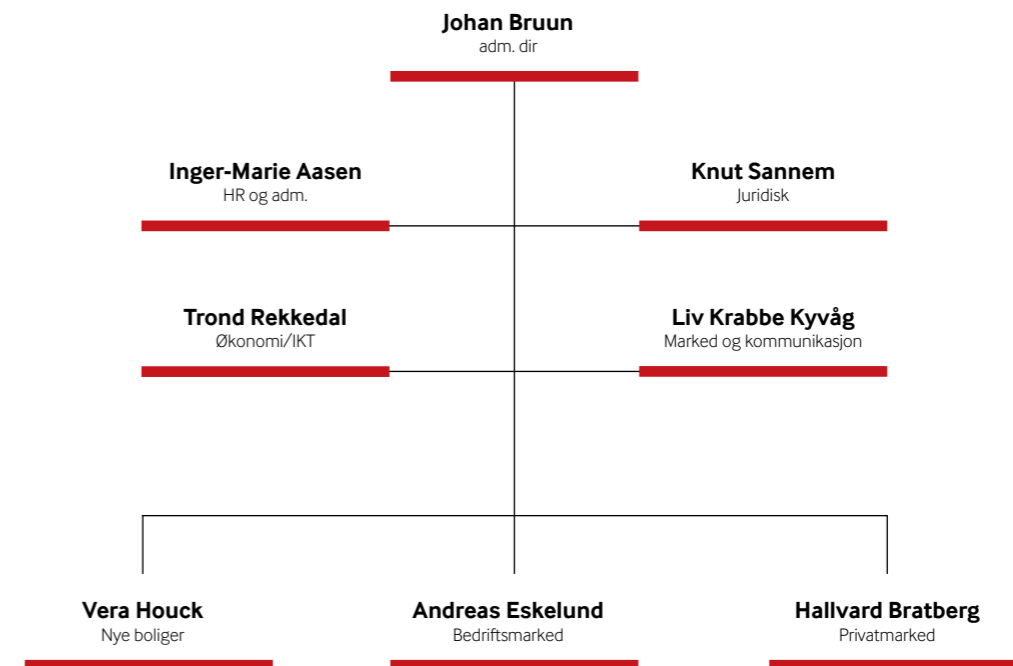 Johan Bruun
adm. dir
Inger-Marie Aasen
HR og adm.
Knut Sannem
Juridisk
Trond Rekkedal
Økonomi/IKT
Liv Krabbe Kyvåg
Marked og kommunikasjon
Vera Houck
Nye boliger
Andreas Eskelund
Bedriftsmarked
Hallvard Bratberg
Privatmarked